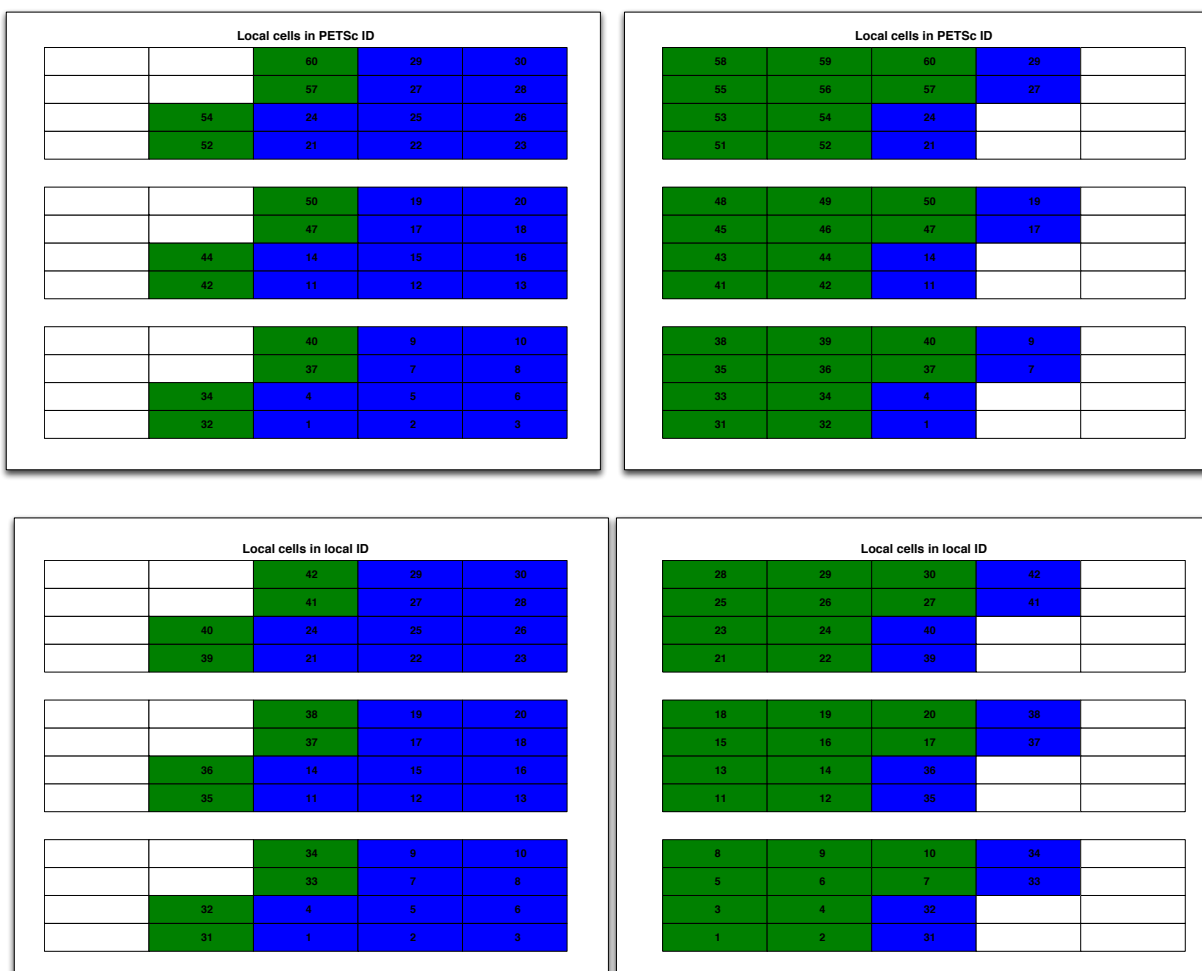 Local cells in PETSc ID
60 29 30
57 27 28
54 24 25 26
52 21 22 23
50 19 20
47 17 18
44 14 15 16
42 11 12 13
40 9 10
37 7 8
34 4 5 6
32 1 2 3
Local cells in PETSc ID
58 59 60 29
55 56 57 27
53 54 24
51 52 21
48 49 50 19
45 46 47 17
43 44 14
41 42 11
38 39 40 9
35 36 37 7
33 34 4
31 32 1
Local cells in local ID
42 29 30
41 27 28
40 24 25 26
39 21 22 23
38 19 20
37 17 18
36 14 15 16
35 11 12 13
34 9 10
33 7 8
32 4 5 6
31 1 2 3
Local cells in local ID
28 29 30 42
25 26 27 41
23 24 40
21 22 39
18 19 20 38
15 16 17 37
13 14 36
11 12 35
8 9 10 34
5 6 7 33
3 4 32
1 2 31